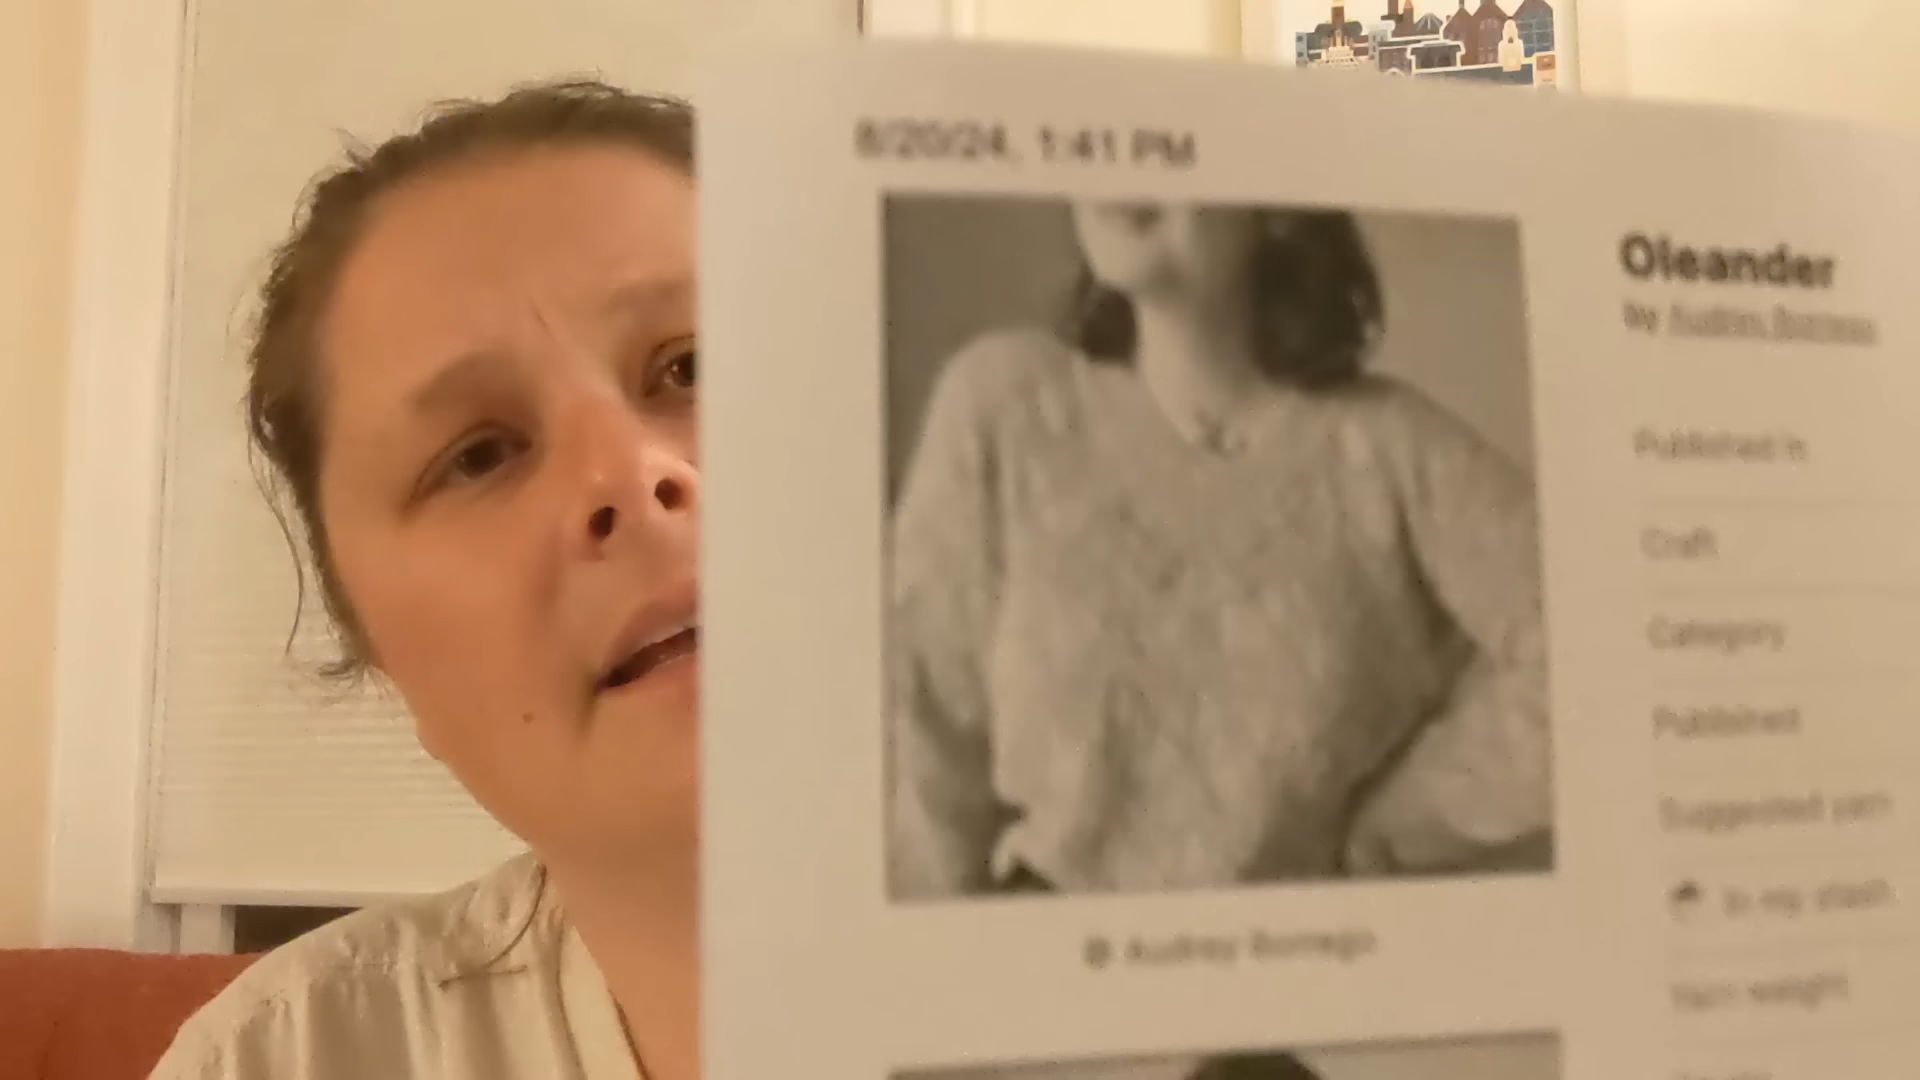 8/20/24, 1:41 PM
Oleander
by Audrey Borrego
Published in
Craft
Category
Published
Suggested yarn
In my stash
Yarn weight
© Audrey Borrego